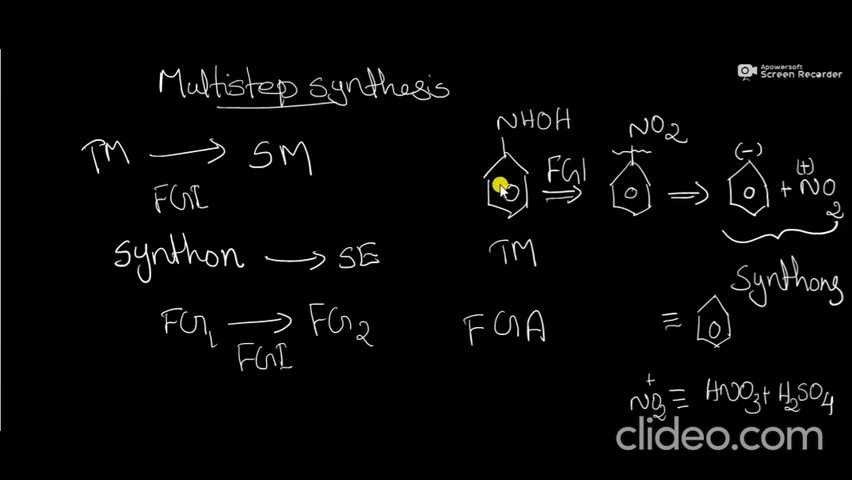 Apowersoft
Screen Recorder
Multistep synthesis
TM → SM
FGI
Synthon → SE
FG1 → FG2
FGI
NHOH
FGI
NO2
(-)
+ (+)NO2
TM
Synthons
FGA
≡
+
NO2 ≡ HNO3 + H2SO4
clideo.com